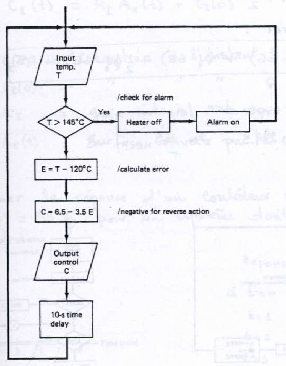 Input
temp.
T
/check for alarm
T > 145°C
Yes
Heater off
Alarm on
E = T − 120°C
/calculate error
C = 6.5 − 3.5 E
/negative for reverse action
Output
control
C
10-s time
delay